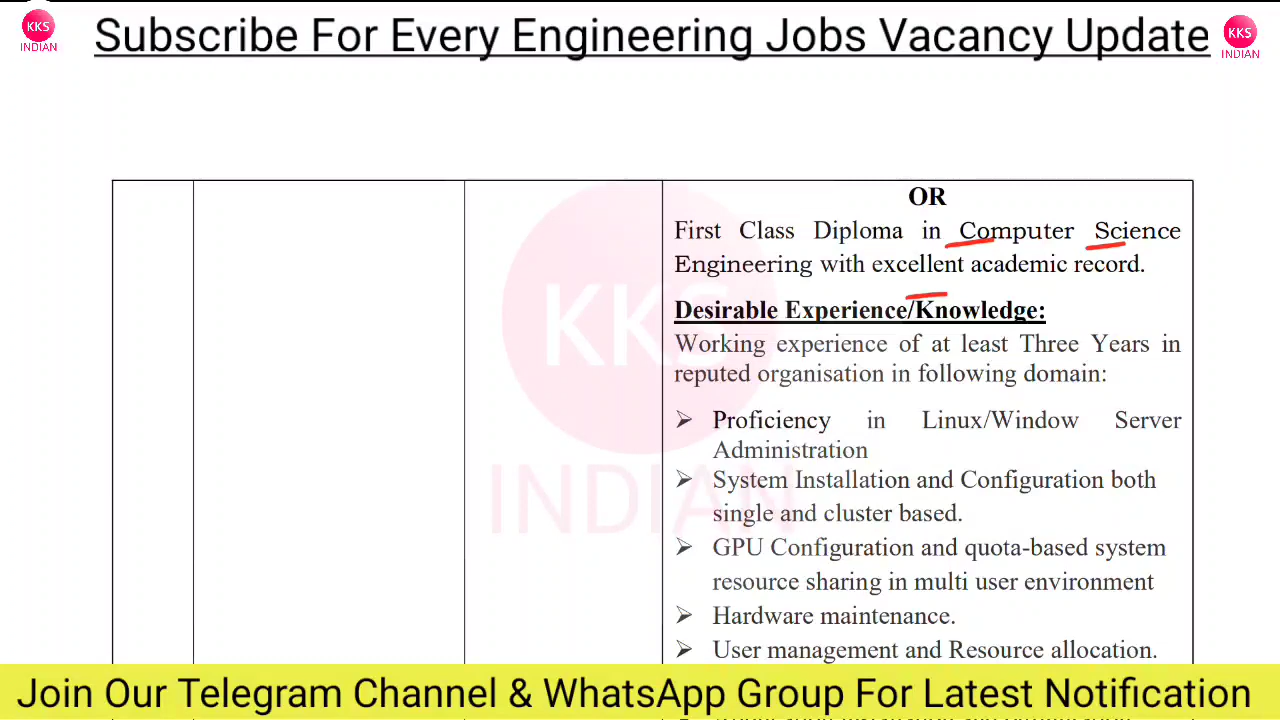 KKS
INDIAN
Subscribe For Every Engineering Jobs Vacancy Update
KKS
INDIAN
OR
First Class Diploma in Computer Science
Engineering with excellent academic record.
Desirable Experience/Knowledge:
Working experience of at least Three Years in
reputed organisation in following domain:
➢ Proficiency in Linux/Window Server
Administration
➢ System Installation and Configuration both
single and cluster based.
➢ GPU Configuration and quota-based system
resource sharing in multi user environment
➢ Hardware maintenance.
➢ User management and Resource allocation.
KKS
INDIAN
Join Our Telegram Channel & WhatsApp Group For Latest Notification